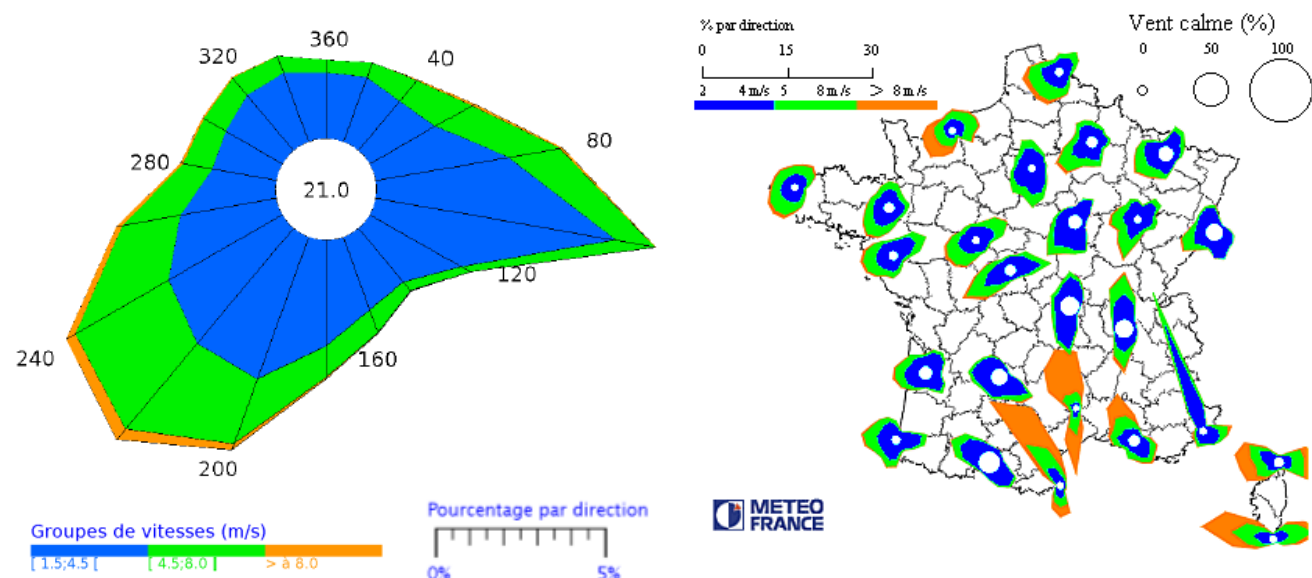 360
320
40
280
80
21.0
120
240
160
200
Groupes de vitesses (m/s)
[ 1.5;4.5 [
[ 4.5;8.0 ]
> à 8.0
Pourcentage par direction
0%
5%
% par direction
0
15
30
2
4 m/s
5
8 m /s
> 8 m /s
Vent calme (%)
0
50
100
METEO
FRANCE